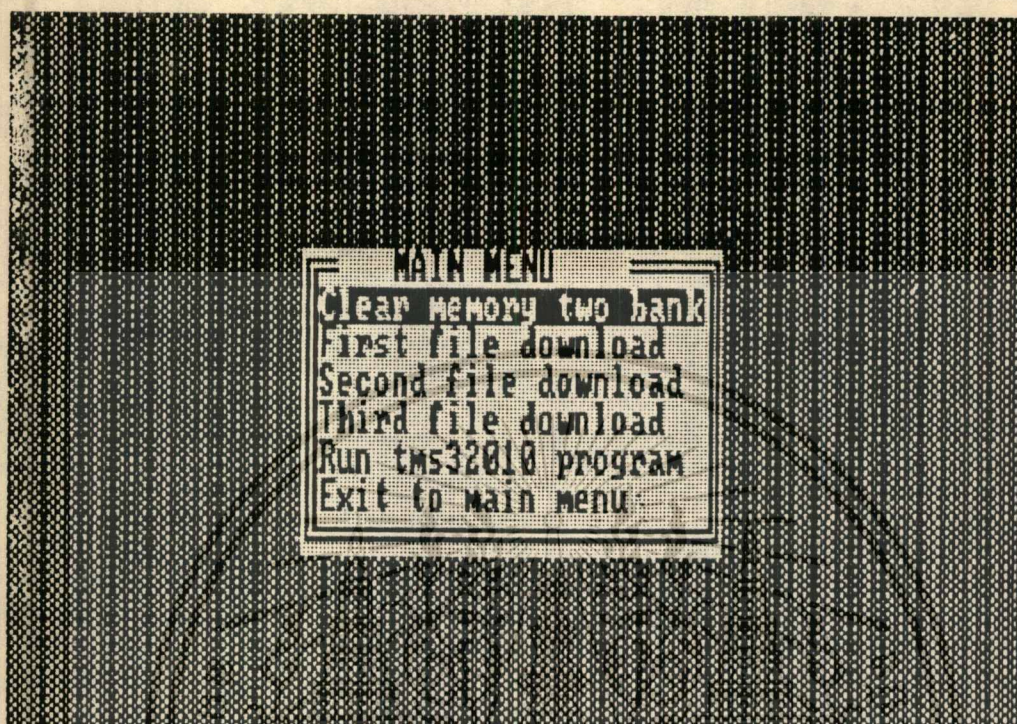 MAIN MENU
Clear memory two bank
First file download
Second file download
Third file download
Run tms32010 program
Exit to main menu